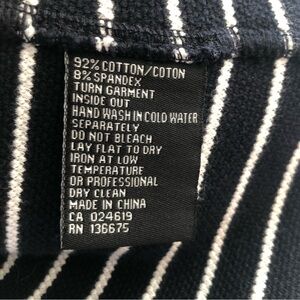 92% COTTON/COTON
8% SPANDEX
TURN GARMENT
INSIDE OUT
HAND WASH IN COLD WATER
SEPARATELY
DO NOT BLEACH
LAY FLAT TO DRY
IRON AT LOW
TEMPERATURE
OR PROFESSIONAL
DRY CLEAN
MADE IN CHINA
CA 024619
RN 136675